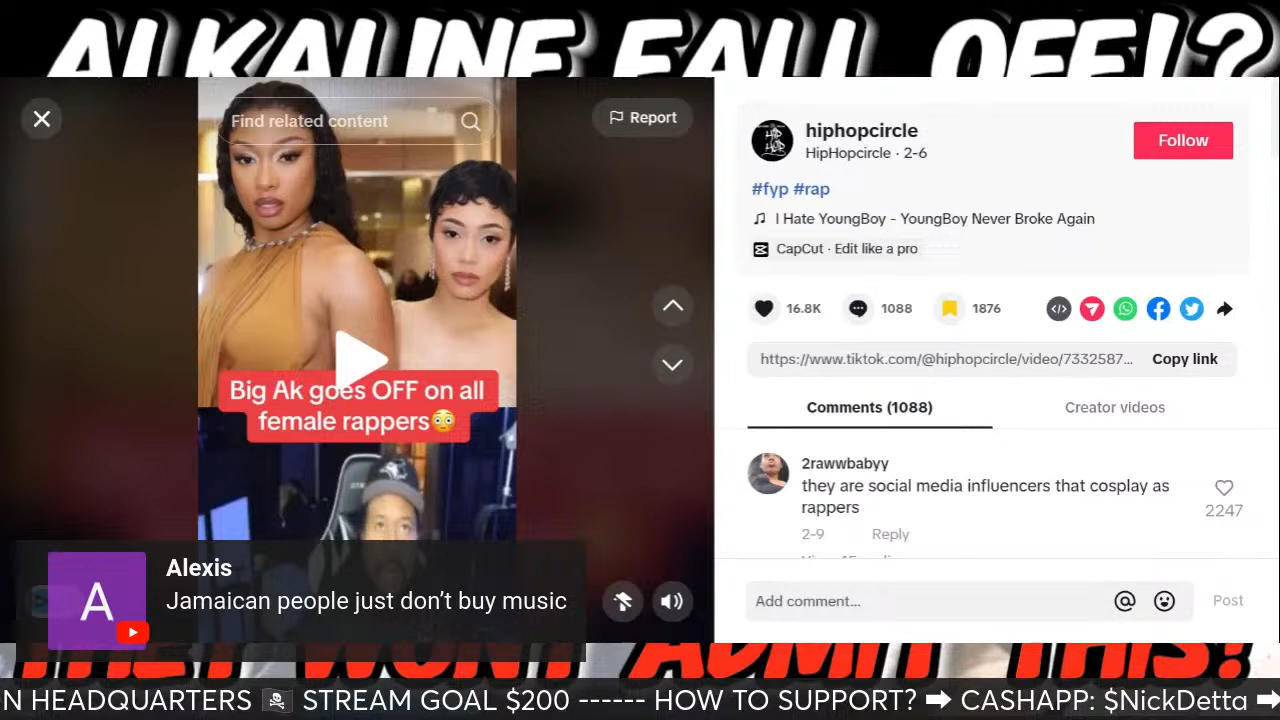 ALKALINE FALL OFF!?
Find related content
Report
Big Ak goes OFF on all
female rappers😳
hiphopcircle
HipHopcircle · 2-6
Follow
#fyp #rap
♫ I Hate YoungBoy - YoungBoy Never Broke Again
CapCut · Edit like a pro
16.8K
1088
1876
https://www.tiktok.com/@hiphopcircle/video/7332587...
Copy link
Comments (1088)
Creator videos
2rawwbabyy
they are social media influencers that cosplay as
rappers
2247
2-9
Reply
Add comment...
Post
A
Alexis
Jamaican people just don’t buy music
THEY WONT ADMIT THIS!
N HEADQUARTERS 🏴‍☠️ STREAM GOAL $200 ------ HOW TO SUPPORT? ➡ CASHAPP: $NickDetta ➡